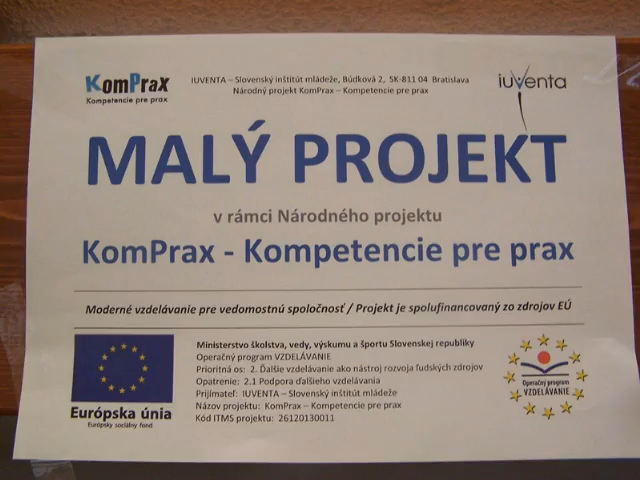 KomPraX
Kompetencie pre prax
IUVENTA – Slovenský inštitút mládeže, Búdková 2, SK-811 04 Bratislava
Národný projekt KomPrax – Kompetencie pre prax
iuventa
MALÝ PROJEKT
v rámci Národného projektu
KomPrax - Kompetencie pre prax
Moderné vzdelávanie pre vedomostnú spoločnosť / Projekt je spolufinancovaný zo zdrojov EÚ
Európska únia
Európsky sociálny fond
Ministerstvo školstva, vedy, výskumu a športu Slovenskej republiky
Operačný program VZDELÁVANIE
Prioritná os: 2. Ďalšie vzdelávanie ako nástroj rozvoja ľudských zdrojov
Opatrenie: 2.1 Podpora ďalšieho vzdelávania
Prijímateľ: IUVENTA – Slovenský inštitút mládeže
Názov projektu: KomPrax – Kompetencie pre prax
Kód ITMS projektu: 26120130011
Operačný program
VZDELÁVANIE